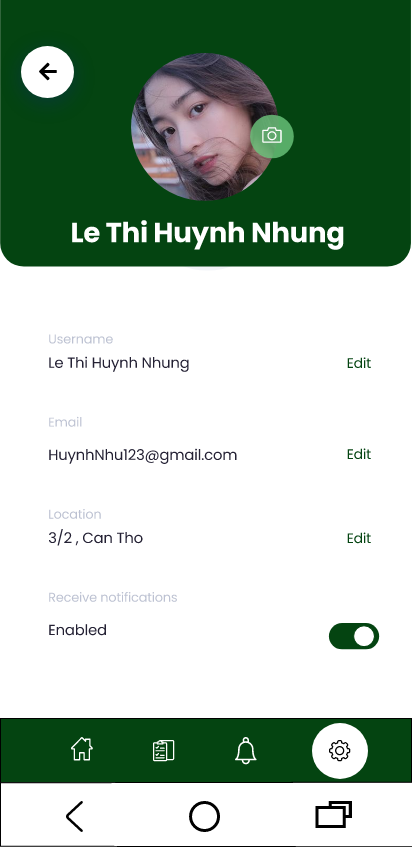 Le Thi Huynh Nhung
Username
Le Thi Huynh Nhung
Edit
Email
HuynhNhu123@gmail.com
Edit
Location
3/2 , Can Tho
Edit
Receive notifications
Enabled